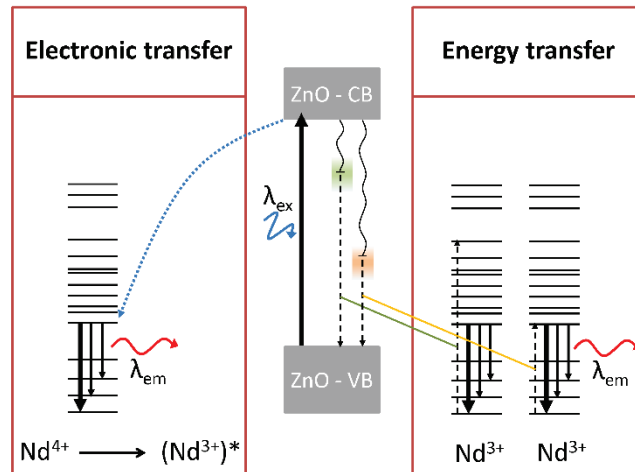 Electronic transfer
Energy transfer
ZnO - CB
λex
λem
λem
ZnO - VB
Nd⁴⁺ ⟶ (Nd³⁺)*
Nd³⁺ Nd³⁺